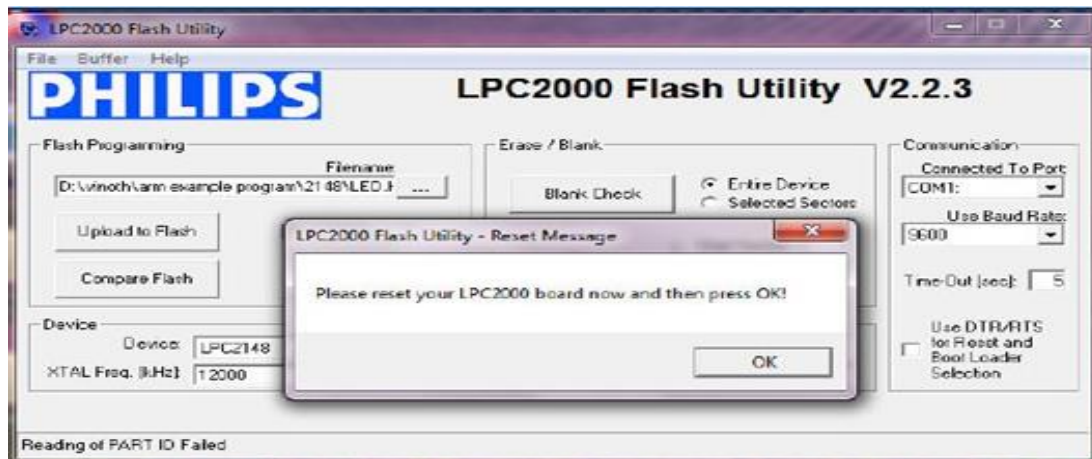 LPC2000 Flash Utility
File Buffer Help
PHILIPS
LPC2000 Flash Utility V2.2.3
Flash Programming
Filename
D:\vinoth\arm example program\2148\LED.H
...
Upload to Flash
Compare Flash
Erase / Blank
Blank Check
Entire Device
Selected Sectors
Communication
Connected To Port:
COM1:
Use Baud Rate:
9600
Time-Out [sec]: 5
Use DTR/RTS
for Reset and
Boot Loader
Selection
LPC2000 Flash Utility - Reset Message
Please reset your LPC2000 board now and then press OK!
OK
Device
Device: LPC2148
XTAL Freq. [kHz] 12000
Reading of PART ID Failed